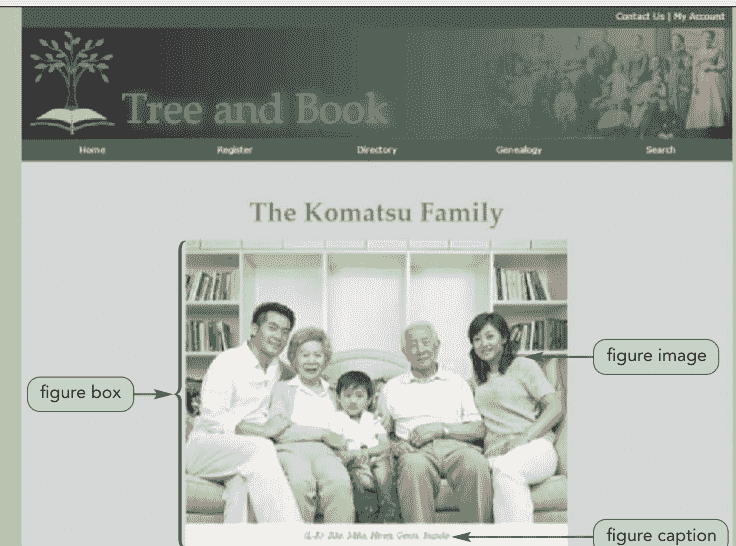 Contact Us | My Account
Tree and Book
Home Register Directory Genealogy Search
The Komatsu Family
figure image
figure box
(L-R)
figure caption